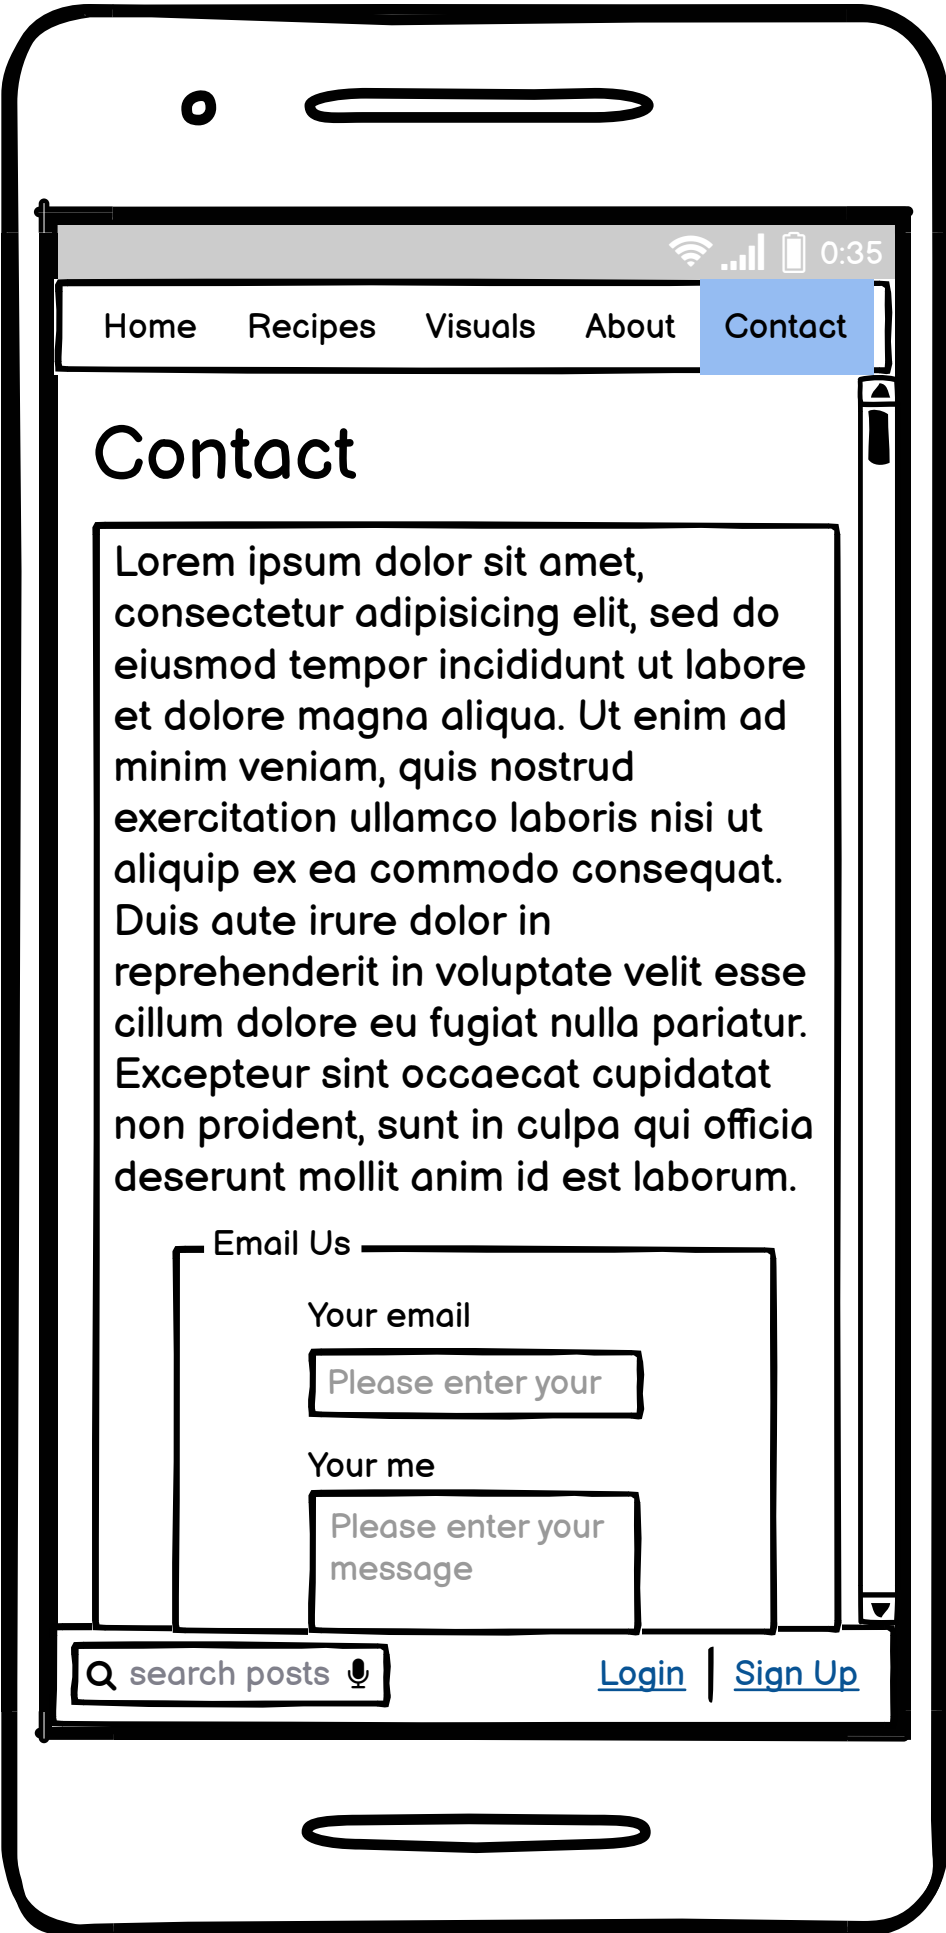 0:35
Home Recipes Visuals About Contact
Contact
Lorem ipsum dolor sit amet,
consectetur adipisicing elit, sed do
eiusmod tempor incididunt ut labore
et dolore magna aliqua. Ut enim ad
minim veniam, quis nostrud
exercitation ullamco laboris nisi ut
aliquip ex ea commodo consequat.
Duis aute irure dolor in
reprehenderit in voluptate velit esse
cillum dolore eu fugiat nulla pariatur.
Excepteur sint occaecat cupidatat
non proident, sunt in culpa qui officia
deserunt mollit anim id est laborum.
Email Us
Your email
Please enter your
Your me
Please enter your
message
search posts Login Sign Up